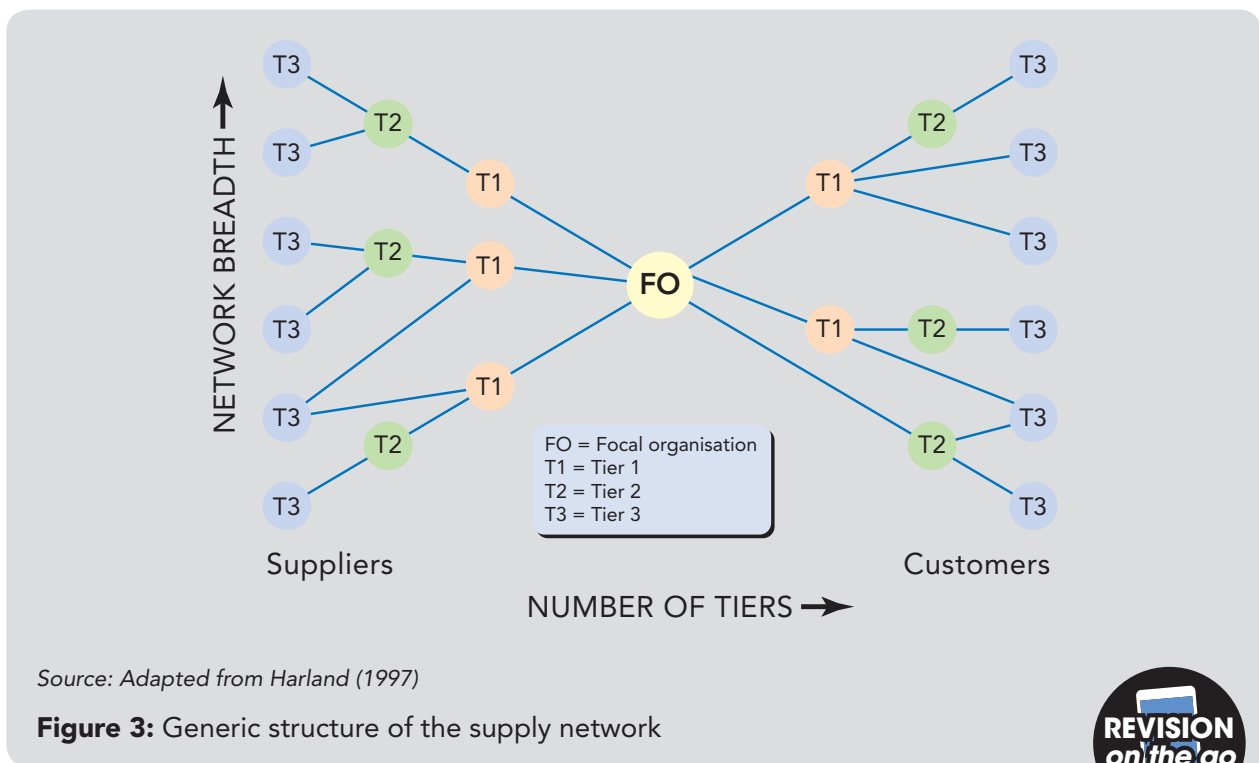 NETWORK BREADTH
T3
T3
T2
T1
T3
T3
T2
T1
T3
T2
T3
T1
FO
T1
T2
T3
T3
T3
T1
T2
T3
T3
T2
T3
FO = Focal organisation
T1 = Tier 1
T2 = Tier 2
T3 = Tier 3
Suppliers
Customers
NUMBER OF TIERS
Source: Adapted from Harland (1997)
Figure 3: Generic structure of the supply network
REVISION
on the go